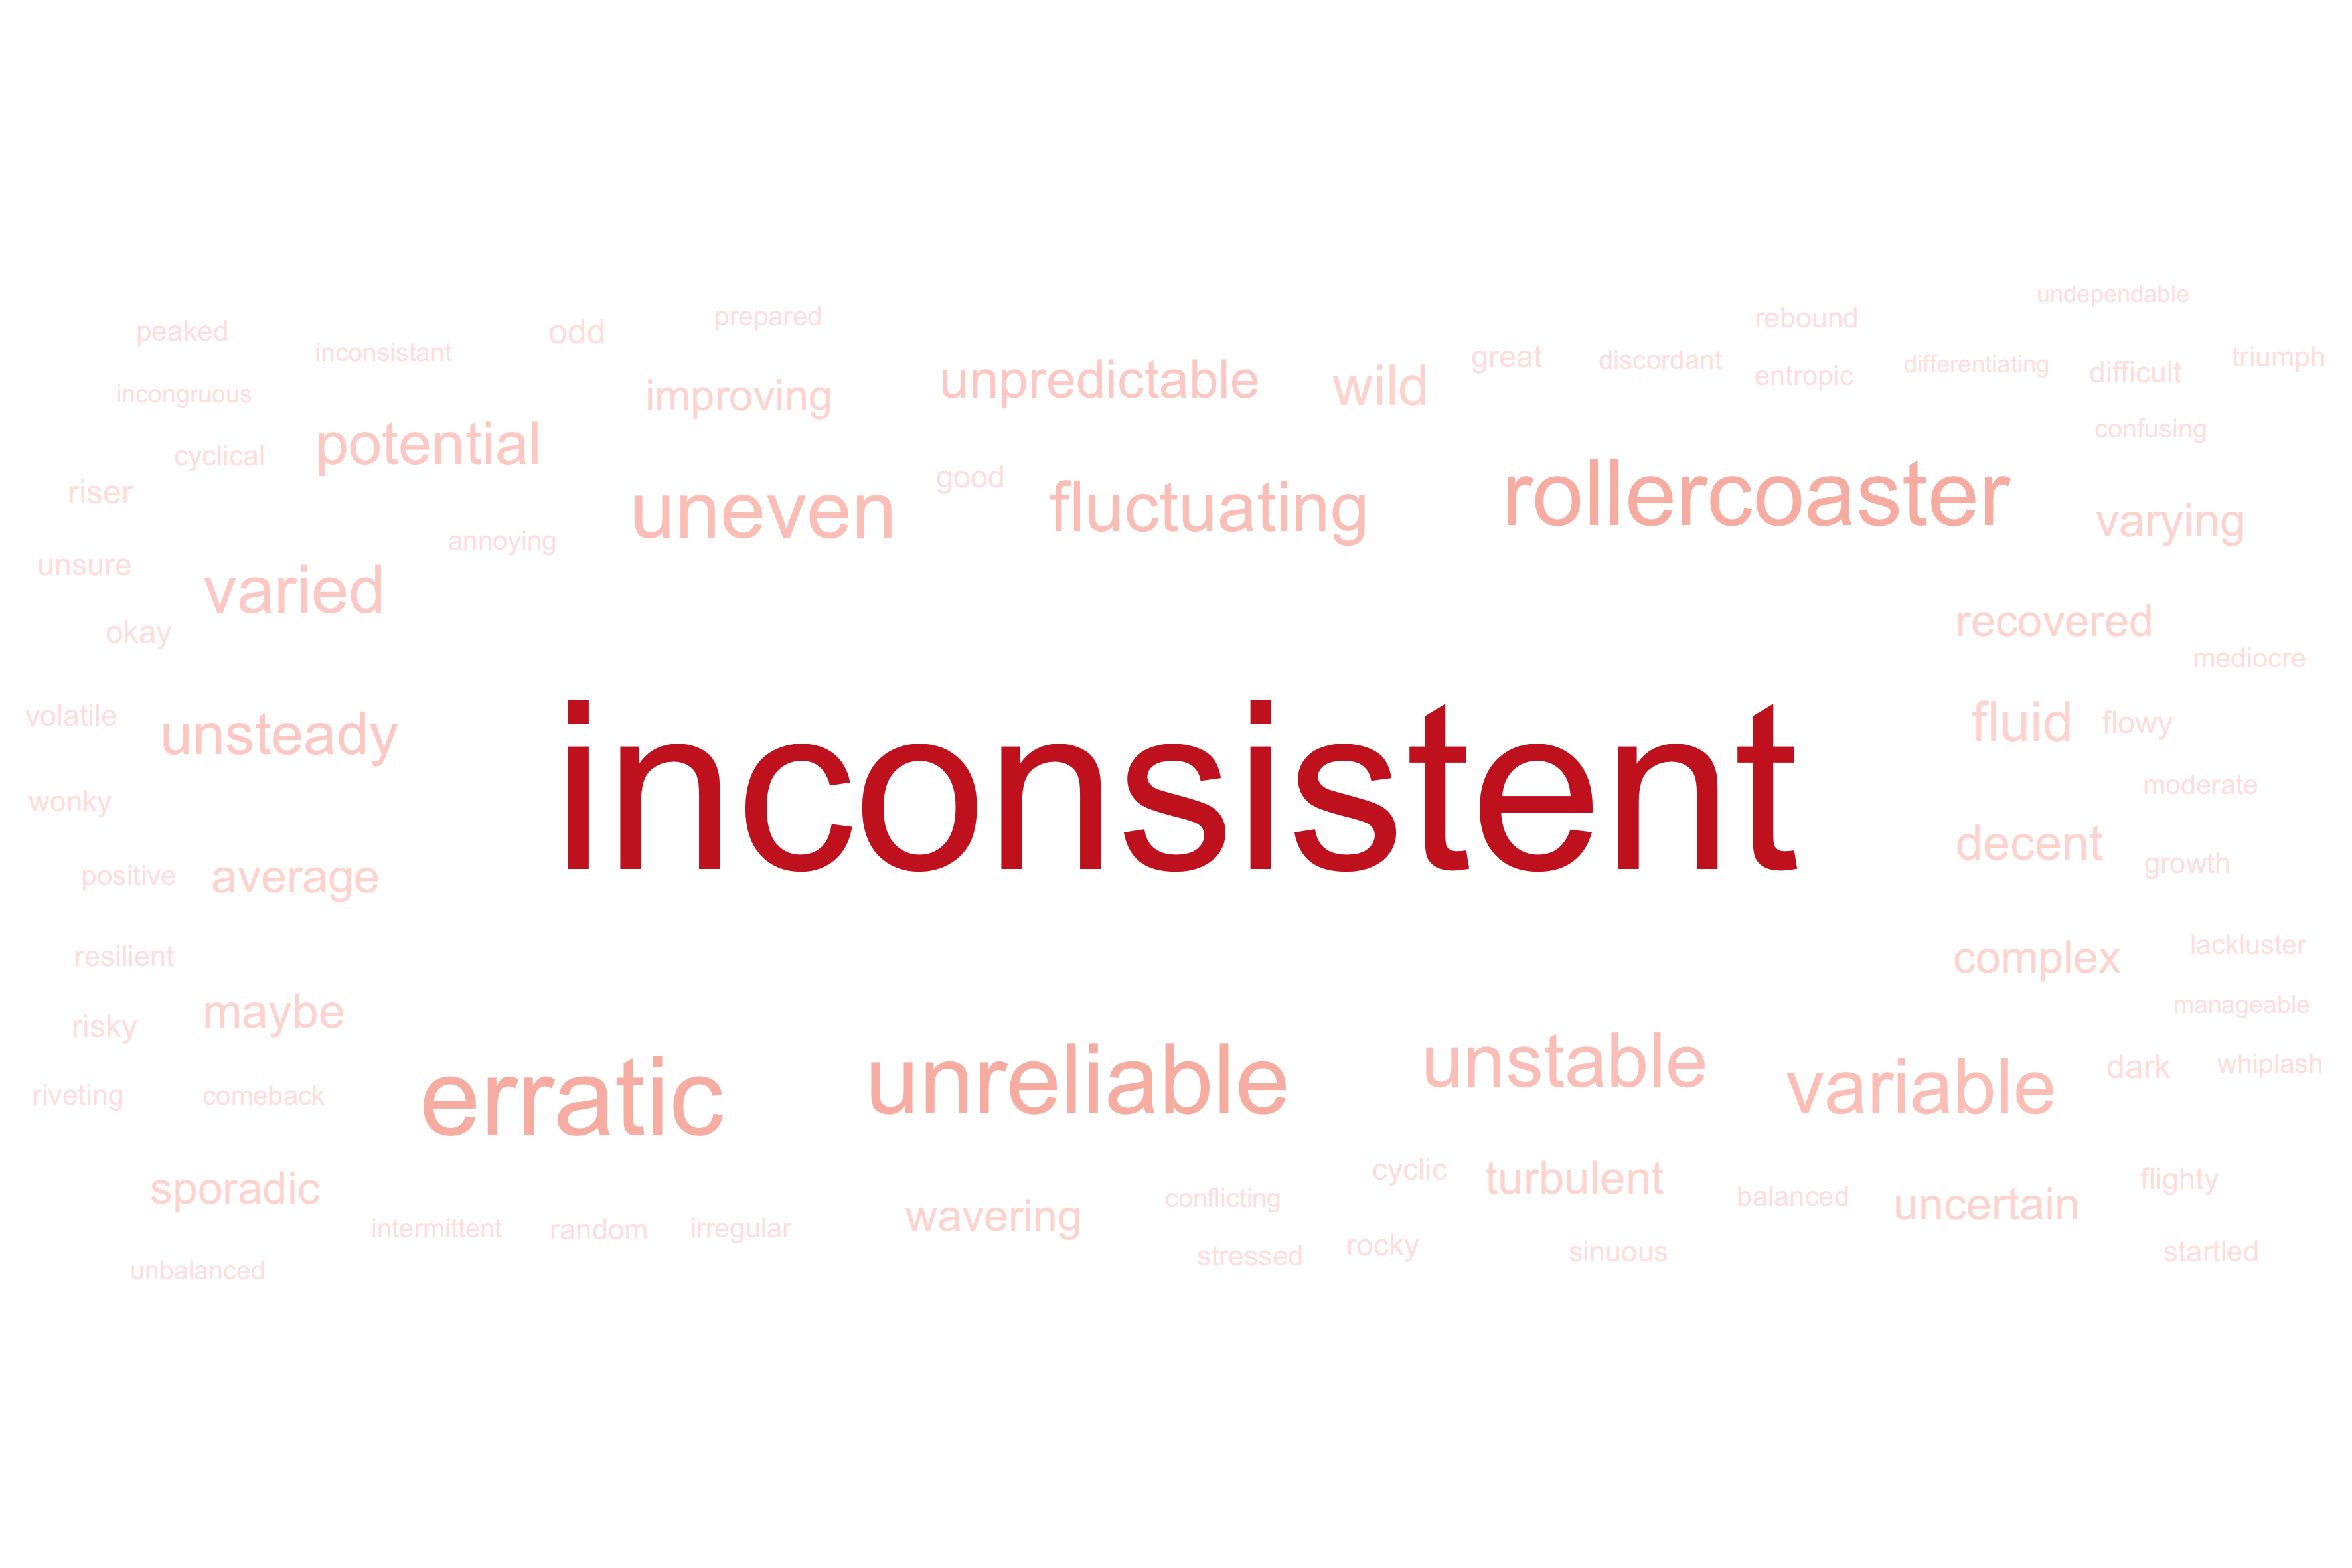 undependable
peaked
inconsistant
odd
prepared
rebound
unpredictable
wild
great
discordant
entropic
differentiating
difficult
triumph
incongruous
improving
potential
confusing
cyclical
riser
uneven
good
fluctuating
rollercoaster
varying
annoying
unsure
varied
okay
recovered
mediocre
volatile
unsteady
inconsistent
fluid
flowy
wonky
moderate
positive
average
decent
growth
resilient
complex
lackluster
risky
maybe
manageable
riveting
comeback
erratic
unreliable
unstable
variable
dark
whiplash
sporadic
cyclic
turbulent
flighty
intermittent
random
irregular
wavering
conflicting
balanced
uncertain
unbalanced
stressed
rocky
sinuous
startled